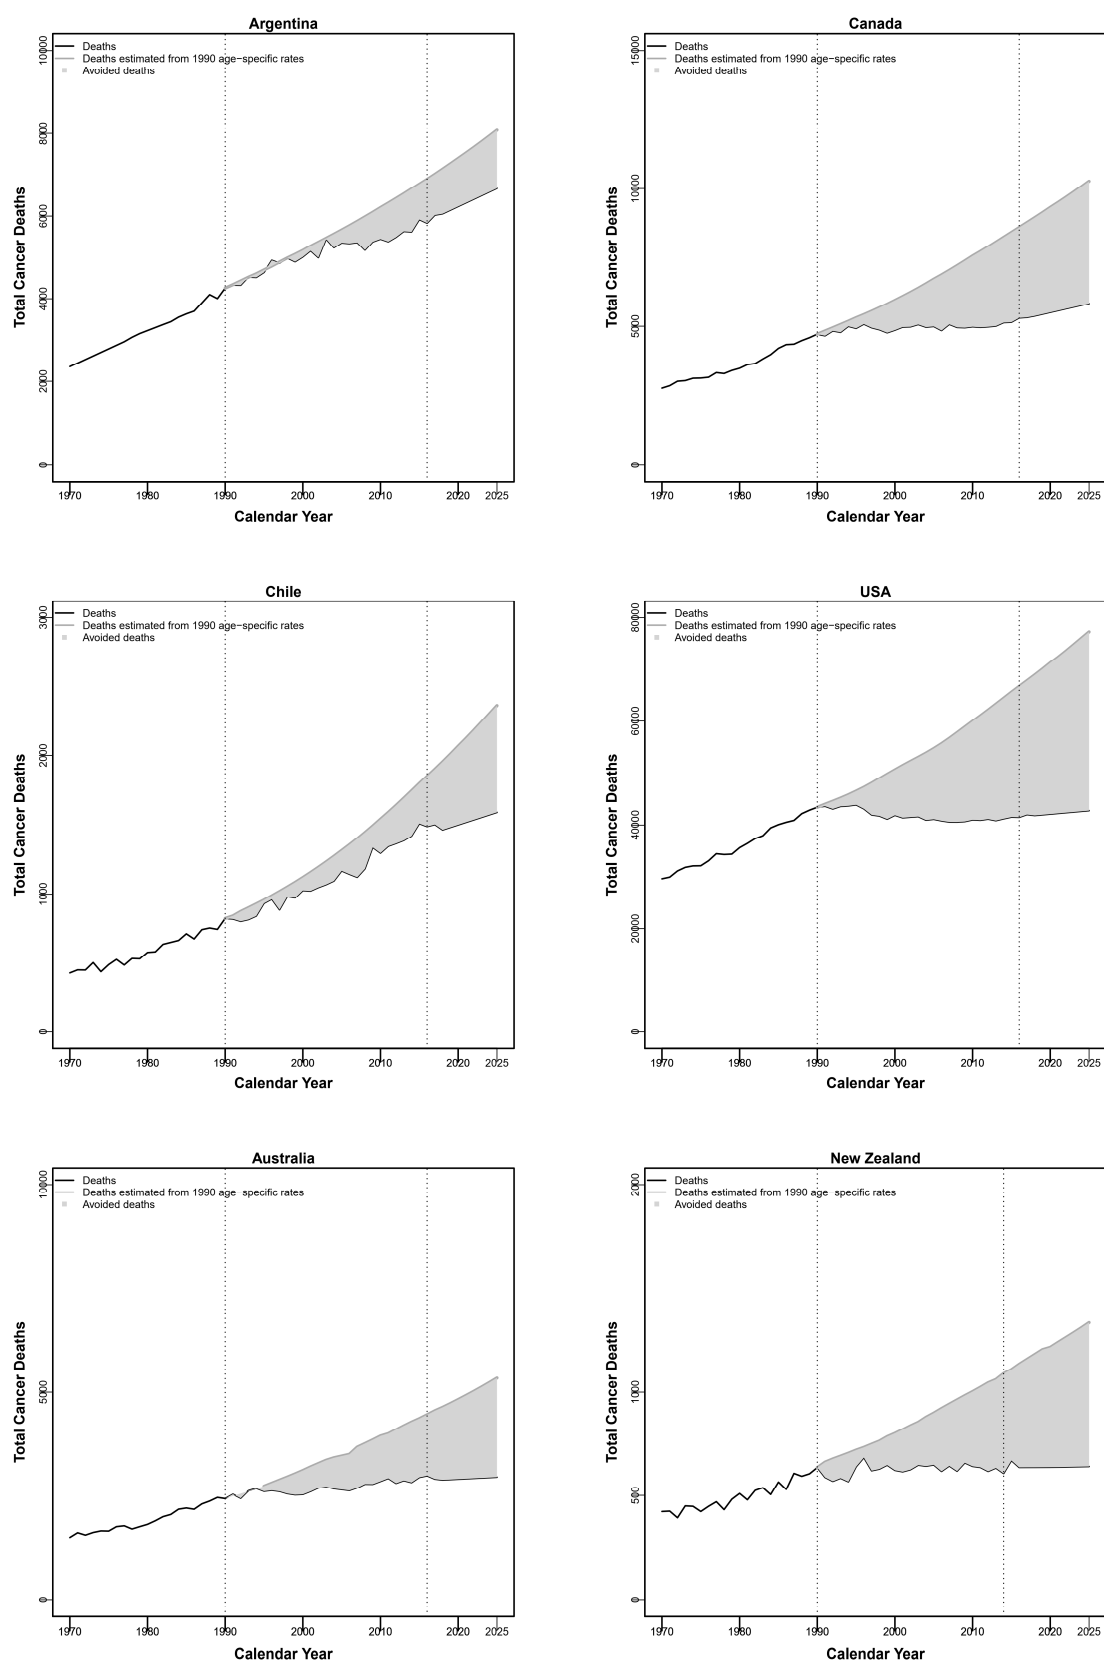 Argentina
Deaths
Deaths estimated from 1990 age−specific rates
Avoided deaths
Total Cancer Deaths
10000
8000
6000
4000
2000
0
1970 1980 1990 2000 2010 2020 2025
Calendar Year
Canada
Deaths
Deaths estimated from 1990 age−specific rates
Avoided deaths
Total Cancer Deaths
15000
10000
5000
0
1970 1980 1990 2000 2010 2020 2025
Calendar Year
Chile
Deaths
Deaths estimated from 1990 age−specific rates
Avoided deaths
Total Cancer Deaths
3000
2000
1000
0
1970 1980 1990 2000 2010 2020 2025
Calendar Year
USA
Deaths
Deaths estimated from 1990 age−specific rates
Avoided deaths
Total Cancer Deaths
80000
60000
40000
20000
0
1970 1980 1990 2000 2010 2020 2025
Calendar Year
Australia
Deaths
Deaths estimated from 1990 age specific rates
Avoided deaths
Total Cancer Deaths
10000
5000
0
1970 1980 1990 2000 2010 2020 2025
Calendar Year
New Zealand
Deaths
Deaths estimated from 1990 age specific rates
Avoided deaths
Total Cancer Deaths
2000
1000
500
0
1970 1980 1990 2000 2010 2020 2025
Calendar Year